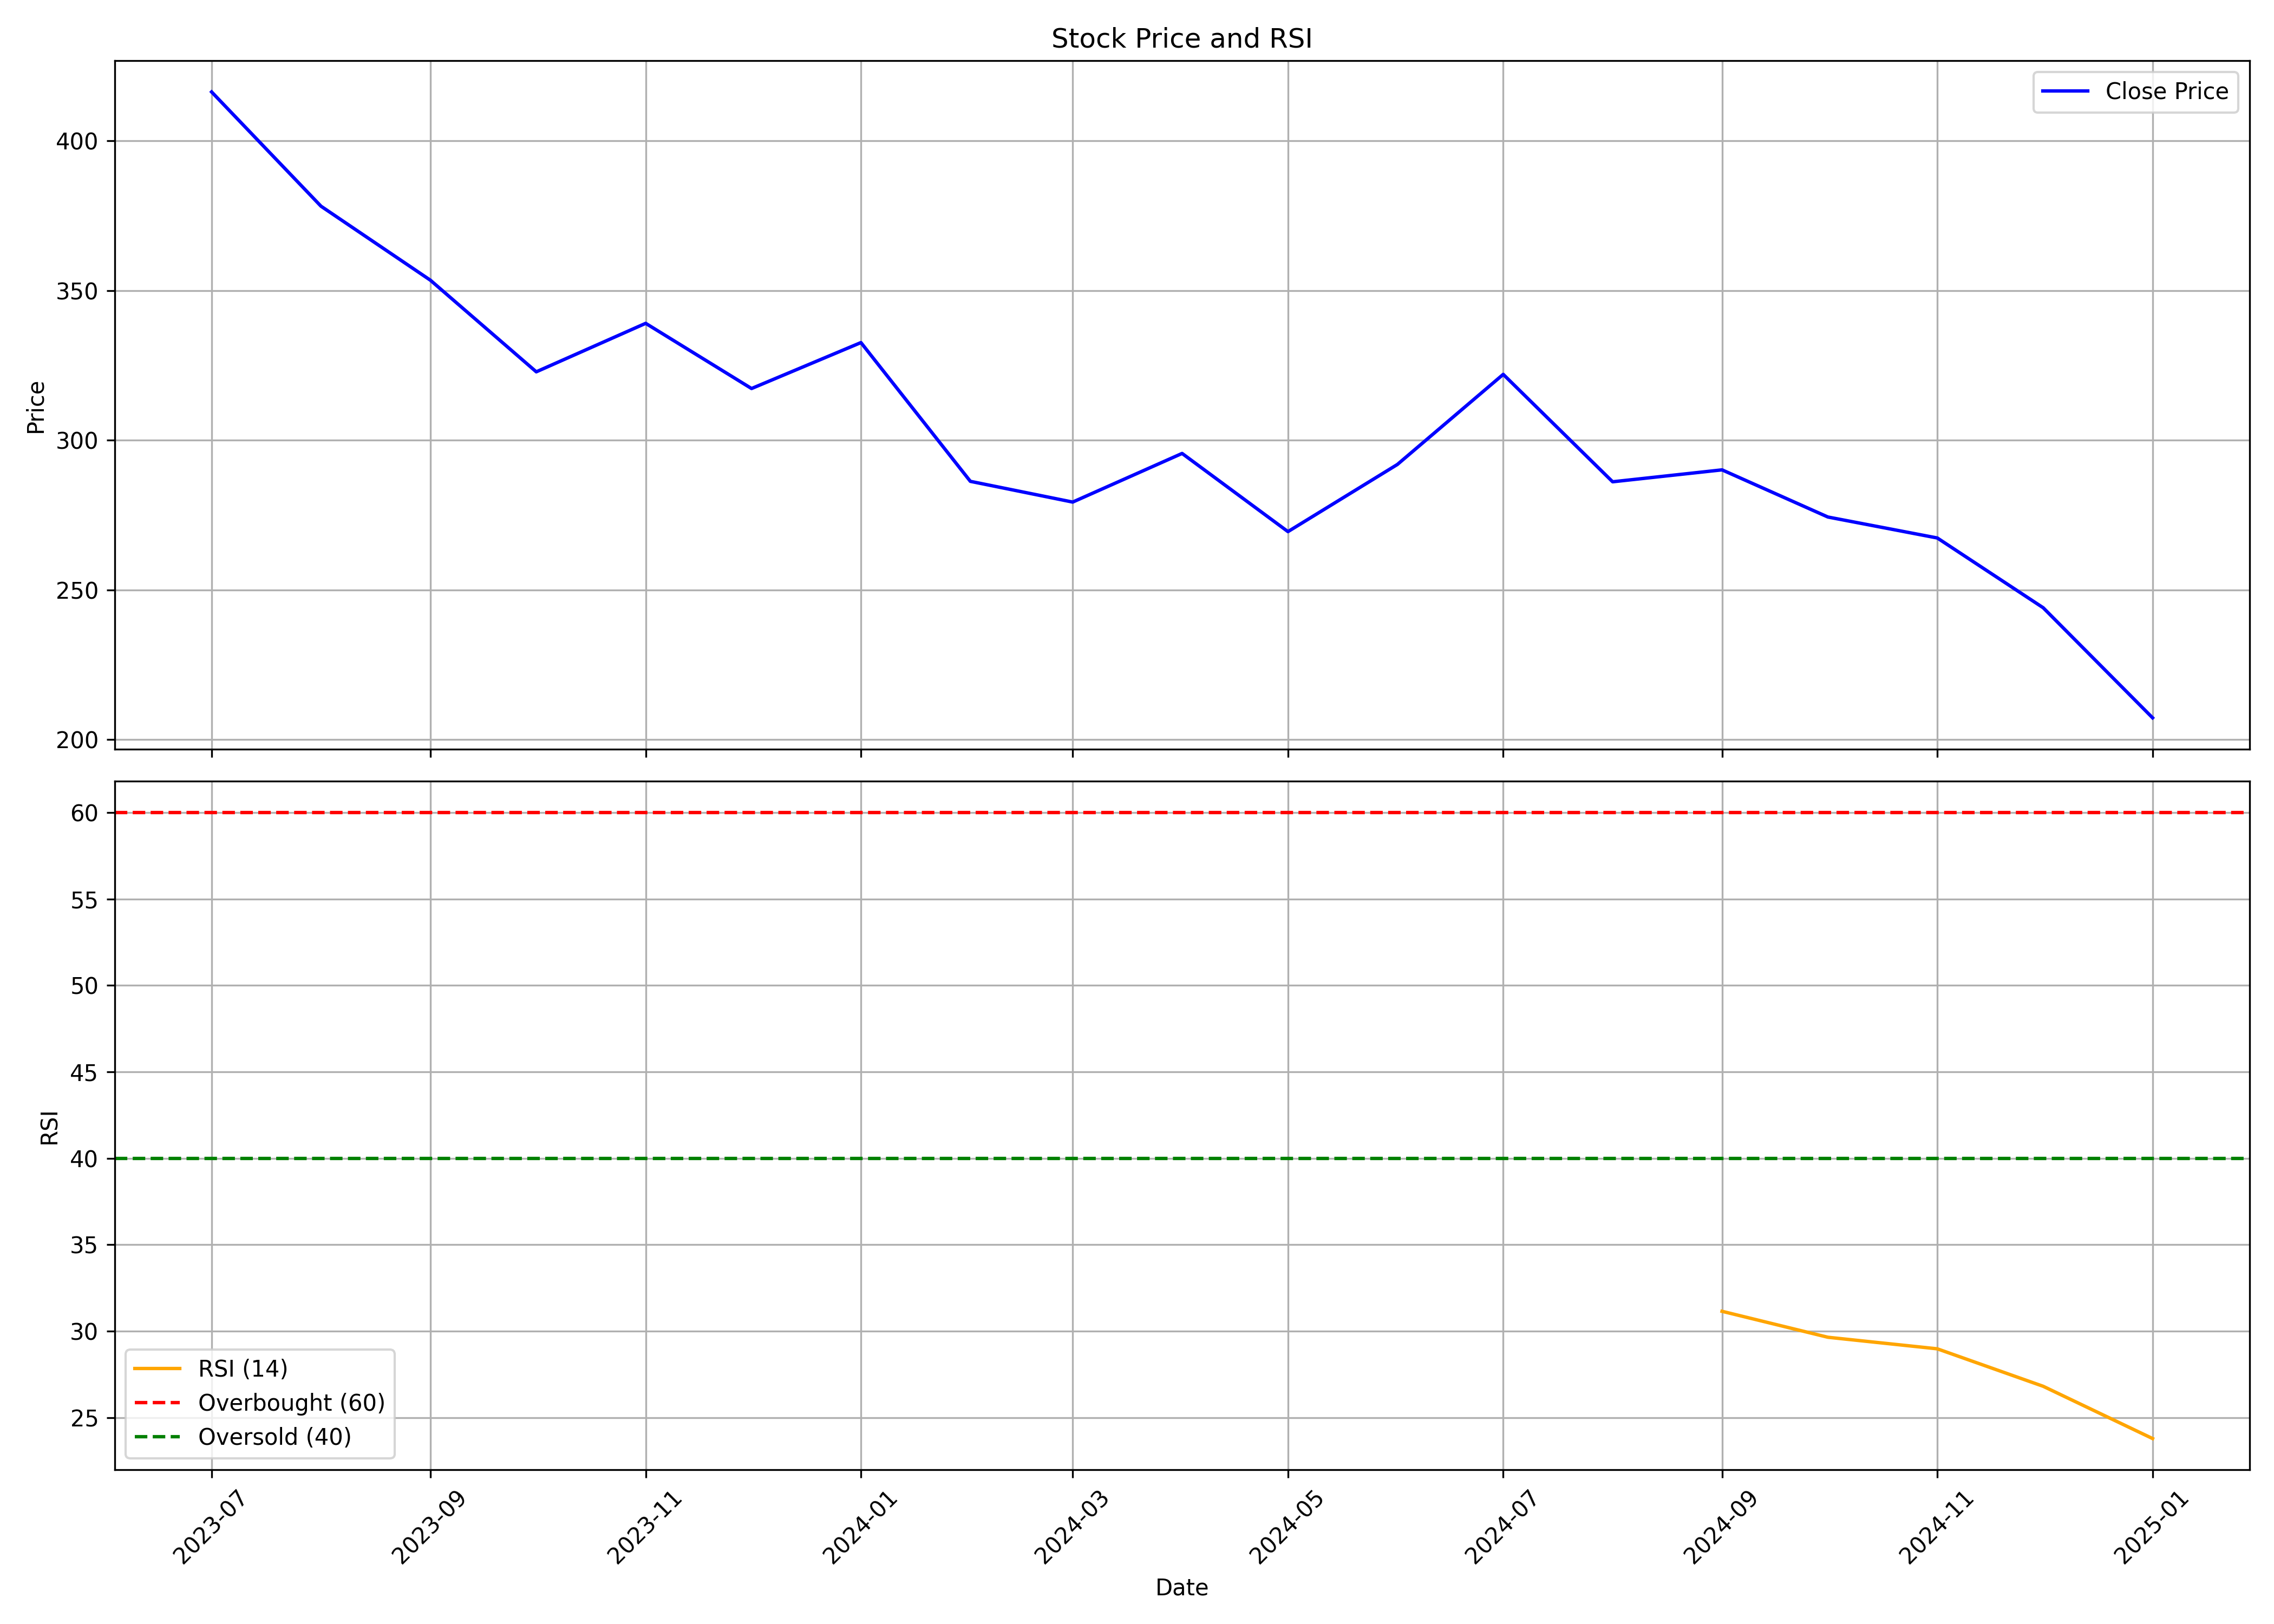 Stock Price and RSI
Close Price
Price
400
350
300
250
200
RSI
60
55
50
45
40
35
30
25
RSI (14)
Overbought (60)
Oversold (40)
2023-07
2023-09
2023-11
2024-01
2024-03
2024-05
2024-07
2024-09
2024-11
2025-01
Date